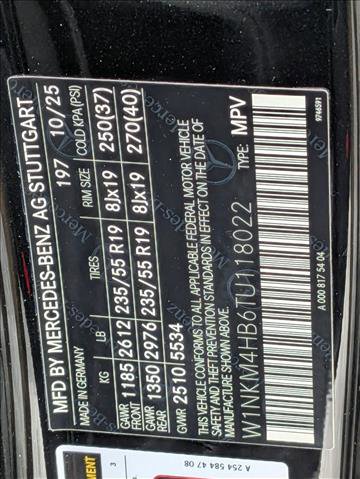 MFD BY MERCEDES-BENZ AG-STUTTGART
MADE IN GERMANY 197 10/25
KG LB TIRES RIM SIZE COLD KPA(PSI)
GAWR FRONT 1185 2612 235/55 R19 8Jx19 250(37)
GAWR REAR 1350 2976 235/55 R19 8Jx19 270(40)
GVWR 2510 5534
THIS VEHICLE CONFORMS TO ALL APPLICABLE FEDERAL MOTOR VEHICLE
SAFETY AND THEFT PREVENTION STANDARDS IN EFFECT ON THE DATE
OF MANUFACTURE SHOWN ABOVE.
W1NKM4HB6TU118022 TYPE: MPV
A 000 817 54 04 9746591
A 254 584 47 08
3